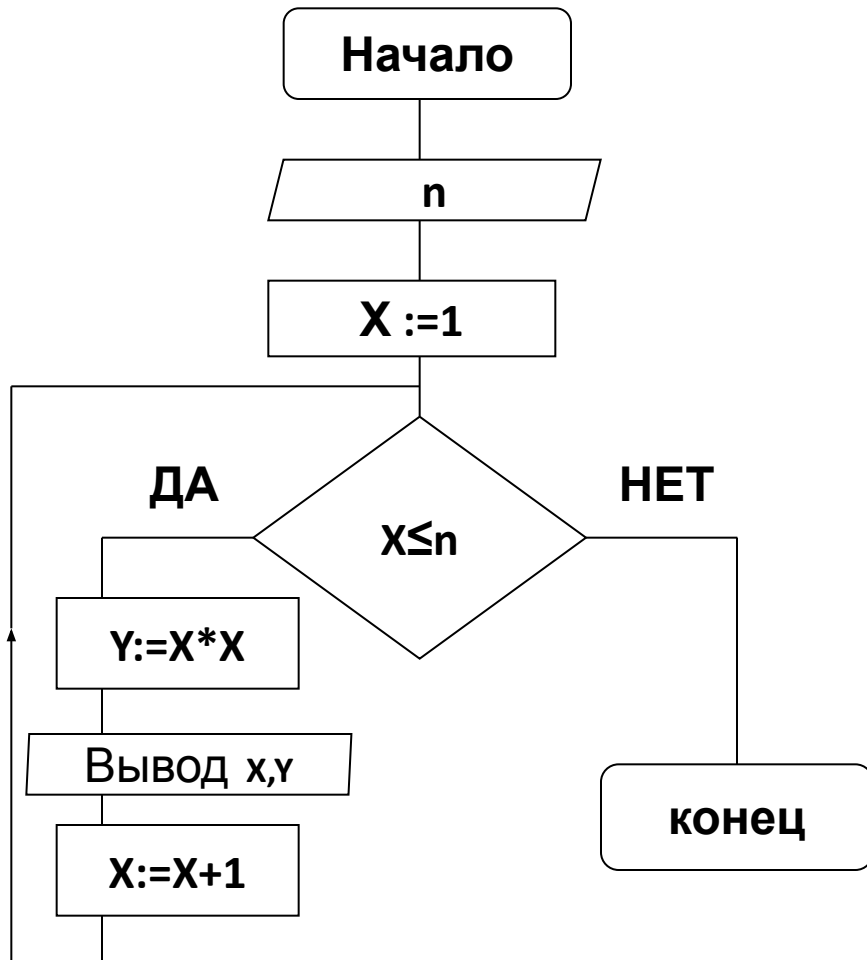 Начало
n
X :=1
ДА
НЕТ
X≤n
Y:=X*X
Вывод X,Y
X:=X+1
конец